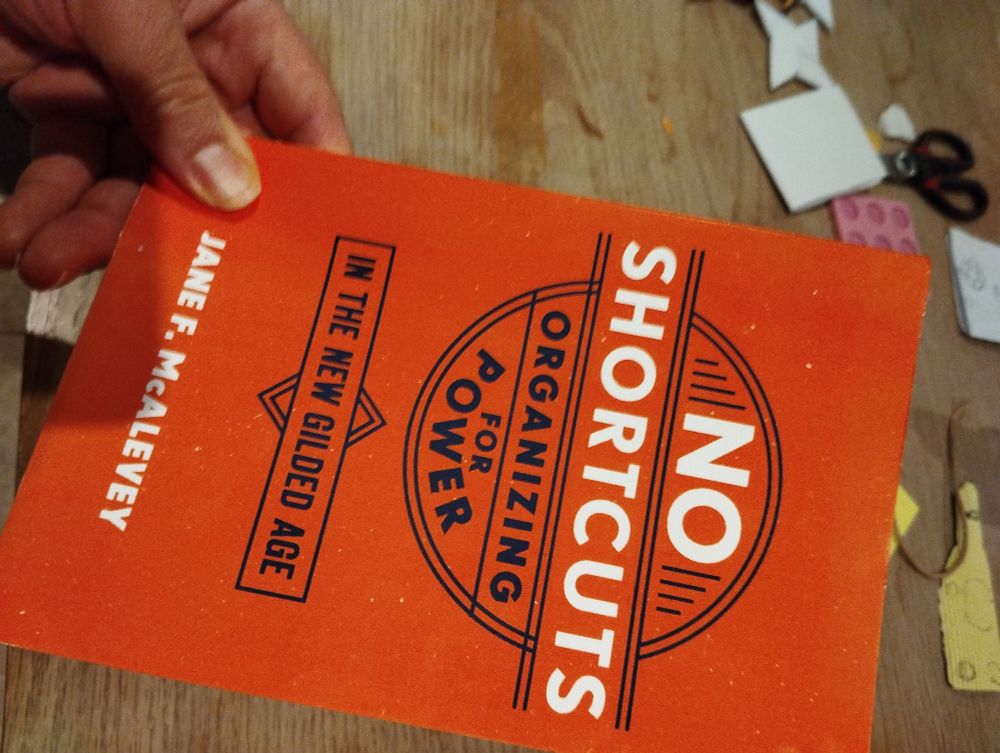 NO
SHORTCUTS
ORGANIZING
FOR
POWER
IN THE NEW GILDED AGE
JANE F. McALEVEY